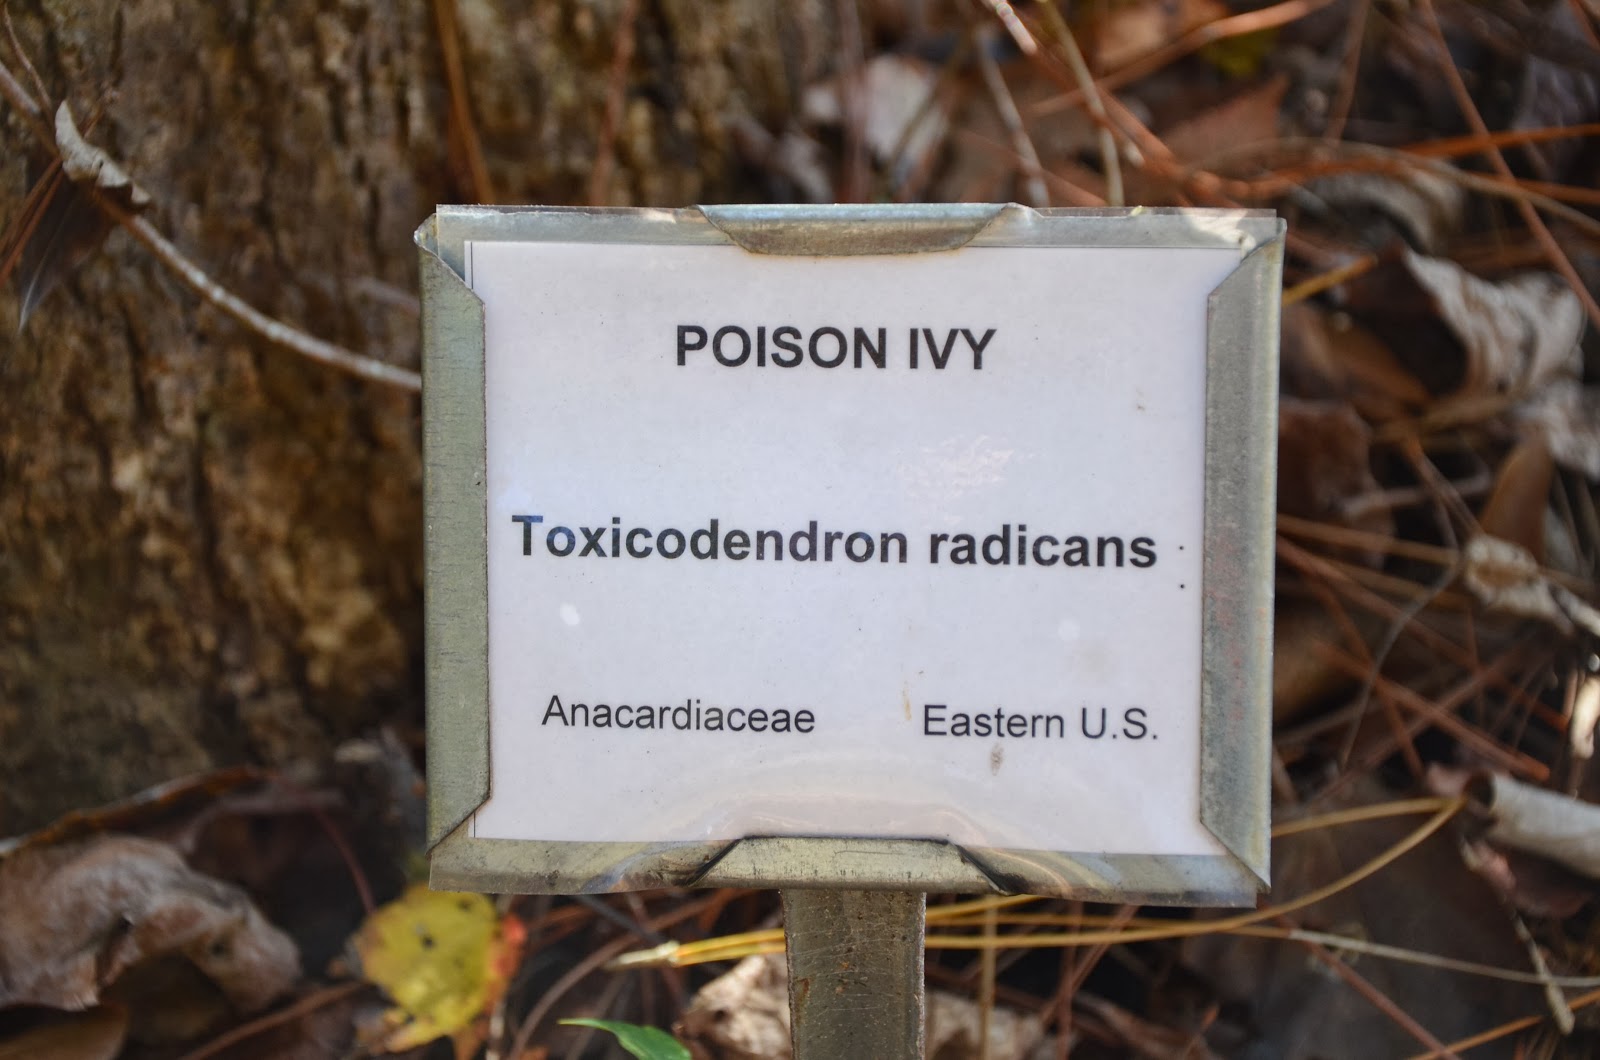 POISON IVY
Toxicodendron radicans
Anacardiaceae Eastern U.S.